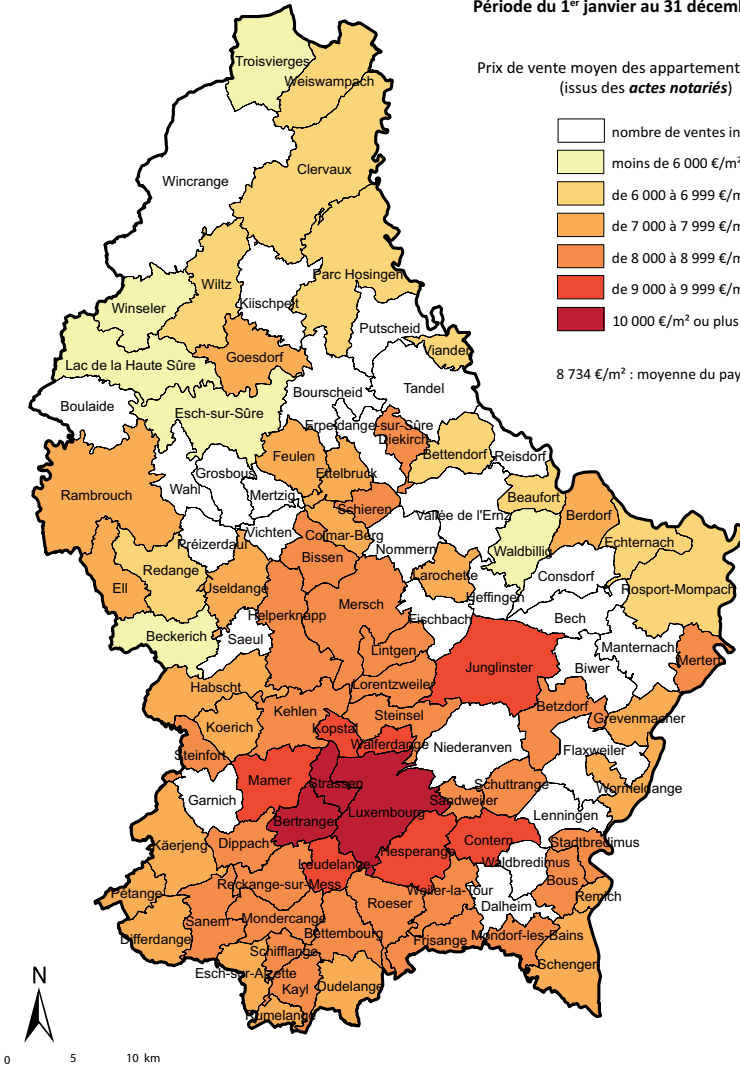 Période du 1er janvier au 31 décem
Prix de vente moyen des appartement
(issus des actes notariés)
nombre de ventes in
moins de 6 000 €/m²
de 6 000 à 6 999 €/m
de 7 000 à 7 999 €/m
de 8 000 à 8 999 €/m
de 9 000 à 9 999 €/m
10 000 €/m² ou plus
8 734 €/m² : moyenne du pay
Troisvierges
Weiswampach
Clervaux
Wincrange
Parc Hosingen
Wiltz
Kiischpelt
Winseler
Putscheid
Vianden
Goesdorf
Lac de la Haute Sûre
Tandel
Bourscheid
Boulaide
Esch-sur-Sûre
Erpeldange-sur-Sûre
Diekirch
Bettendorf
Reisdorf
Feulen
Ettelbruck
Grosbous
Wahl
Mertzig
Rambrouch
Beaufort
Schieren
Vallée de l'Ernz
Berdorf
Vichten
Colmar-Berg
Préizerdaul
Echternach
Nommern
Waldbillig
Bissen
Redange
Larochette
Consdorf
Ell
Useldange
Rosport-Mompach
Heffingen
Mersch
Helperknapp
Fischbach
Bech
Beckerich
Saeul
Manternach
Lintgen
Mertert
Junglinster
Biwer
Habscht
Lorentzweiler
Betzdorf
Kehlen
Steinsel
Grevenmacher
Koerich
Kopstal
Walferdange
Niederanven
Flaxweiler
Steinfort
Mamer
Strassen
Schuttrange
Wormeldange
Garnich
Sandweiler
Luxembourg
Lenningen
Bertrange
Contern
Stadtbredimus
Käerjeng
Dippach
Hesperange
Leudelange
Waldbredimus
Bous
Reckange-sur-Mess
Weiler-la-Tour
Pétange
Remich
Roeser
Dalheim
Sanem
Mondercange
Bettembourg
Mondorf-les-Bains
Differdange
Frisange
Schifflange
Schengen
Esch-sur-Alzette
Kayl
Dudelange
Rumelange
N
0 5 10 km